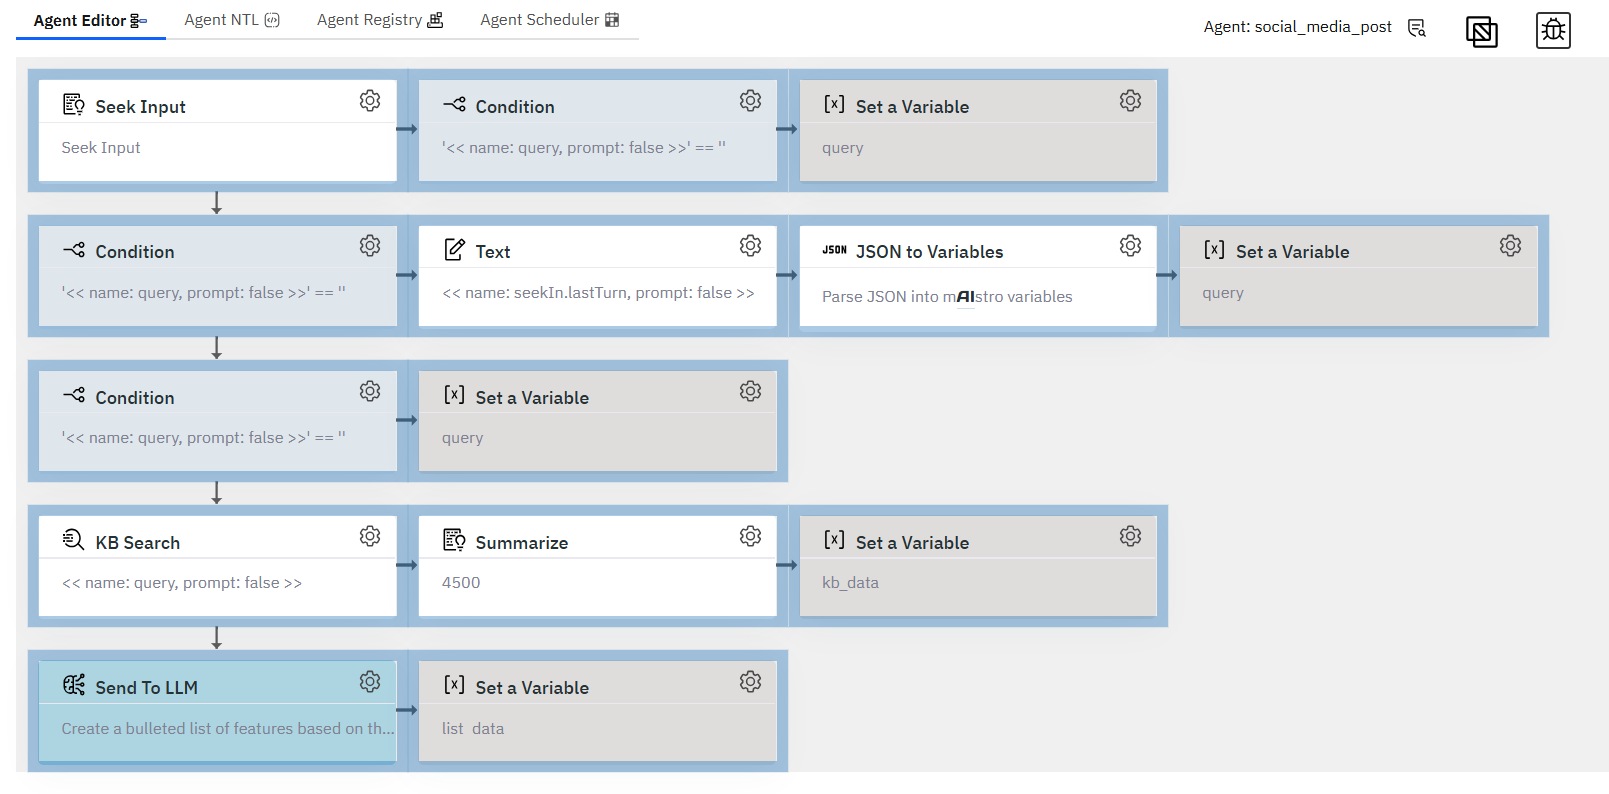 Agent Editor
Agent NTL
Agent Registry
Agent Scheduler
Agent: social_media_post
Seek Input
Seek Input
Condition
'<< name: query, prompt: false >>' == ''
[x] Set a Variable
query
Condition
'<< name: query, prompt: false >>' == ''
Text
<< name: seekIn.lastTurn, prompt: false >>
JSON JSON to Variables
Parse JSON into mAIstro variables
[x] Set a Variable
query
Condition
'<< name: query, prompt: false >>' == ''
[x] Set a Variable
query
KB Search
<< name: query, prompt: false >>
Summarize
4500
[x] Set a Variable
kb_data
Send To LLM
Create a bulleted list of features based on th...
[x] Set a Variable
list data